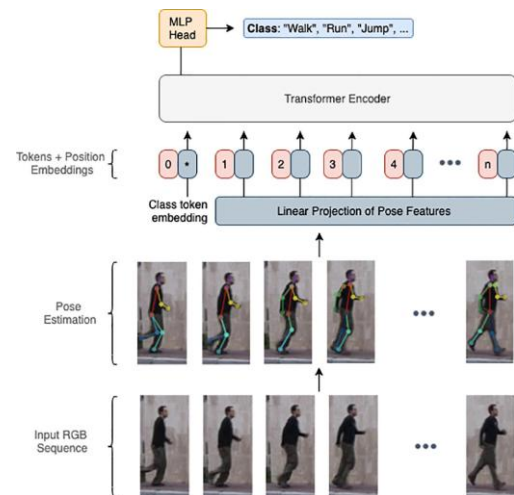 MLP
Head
Class: "Walk", "Run", "Jump", ...
Transformer Encoder
Tokens + Position
Embeddings
0 * 1 2 3 4 n
Class token
embedding
Linear Projection of Pose Features
Pose
Estimation
Input RGB
Sequence